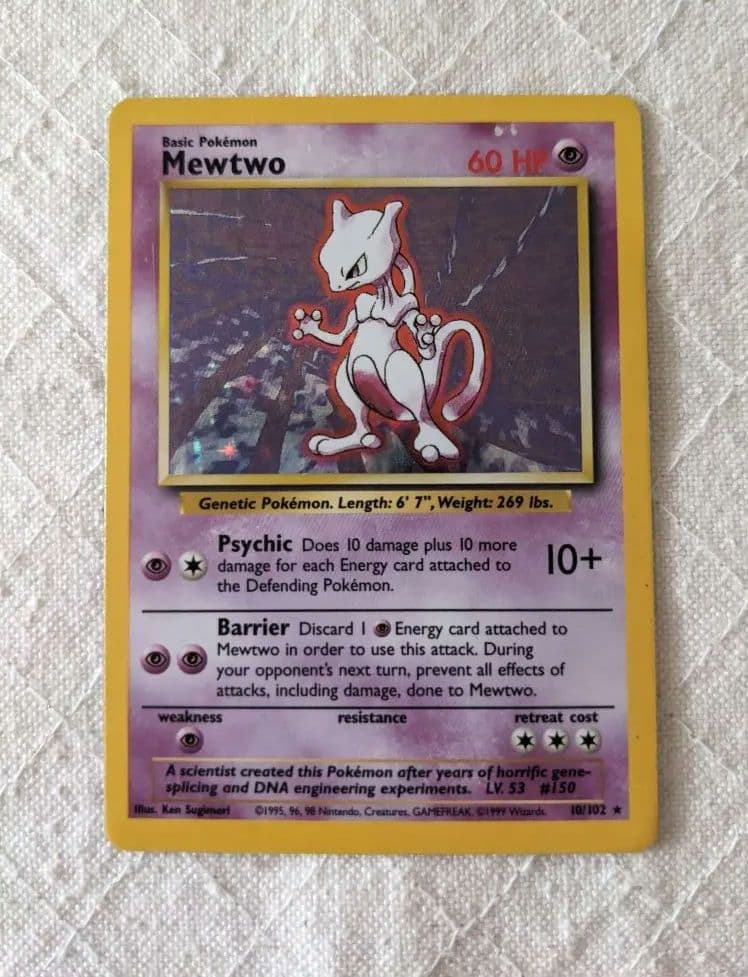 Basic Pokémon
Mewtwo
60 HP
Genetic Pokémon. Length: 6' 7", Weight: 269 lbs.
Psychic Does 10 damage plus 10 more
damage for each Energy card attached to
the Defending Pokémon.
10+
Barrier Discard 1 Energy card attached to
Mewtwo in order to use this attack. During
your opponent's next turn, prevent all effects of
attacks, including damage, done to Mewtwo.
weakness resistance retreat cost
A scientist created this Pokémon after years of horrific gene-
splicing and DNA engineering experiments. LV. 53 #150
Illus. Ken Sugimori ©1995, 96, 98 Nintendo, Creatures, GAMEFREAK. ©1999 Wizards. 10/102 ★